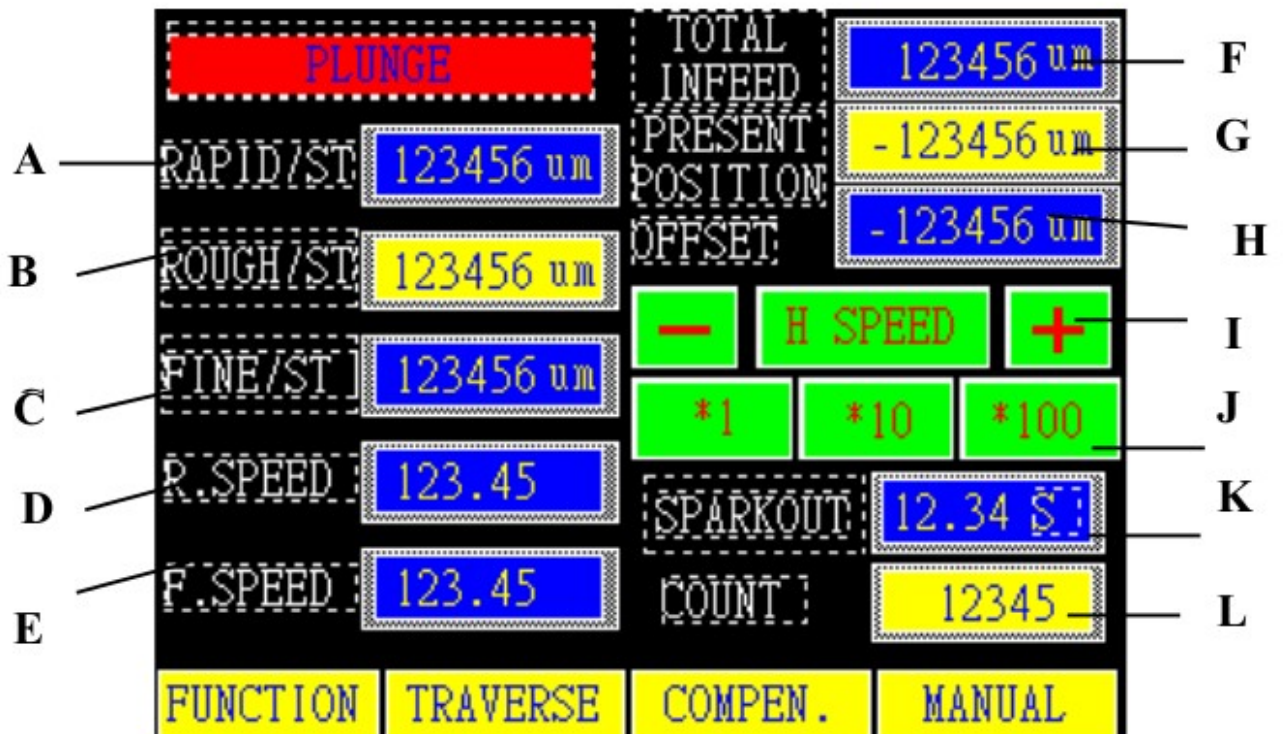 PLUNGE
A
RAPID/ST
123456 um
B
ROUGH/ST
123456 um
C
FINE/ST
123456 um
D
R.SPEED
123.45
E
F.SPEED
123.45
TOTAL
INFEED
123456 um
F
PRESENT
POSITION
-123456 um
G
OFFSET
-123456 um
H
− H SPEED +
I
*1 *10 *100
J
SPARKOUT
12.34 S
K
COUNT
12345
L
FUNCTION TRAVERSE COMPEN. MANUAL